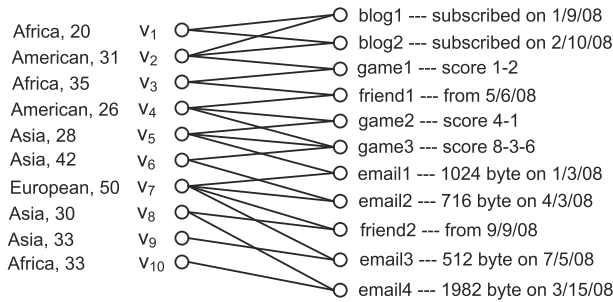 Africa, 20 v1 blog1 --- subscribed on 1/9/08
American, 31 v2 blog2 --- subscribed on 2/10/08
Africa, 35 v3 game1 --- score 1-2
American, 26 v4 friend1 --- from 5/6/08
Asia, 28 v5 game2 --- score 4-1
Asia, 42 v6 game3 --- score 8-3-6
European, 50 v7 email1 --- 1024 byte on 1/3/08
Asia, 30 v8 email2 --- 716 byte on 4/3/08
Asia, 33 v9 friend2 --- from 9/9/08
Africa, 33 v10 email3 --- 512 byte on 7/5/08
email4 --- 1982 byte on 3/15/08